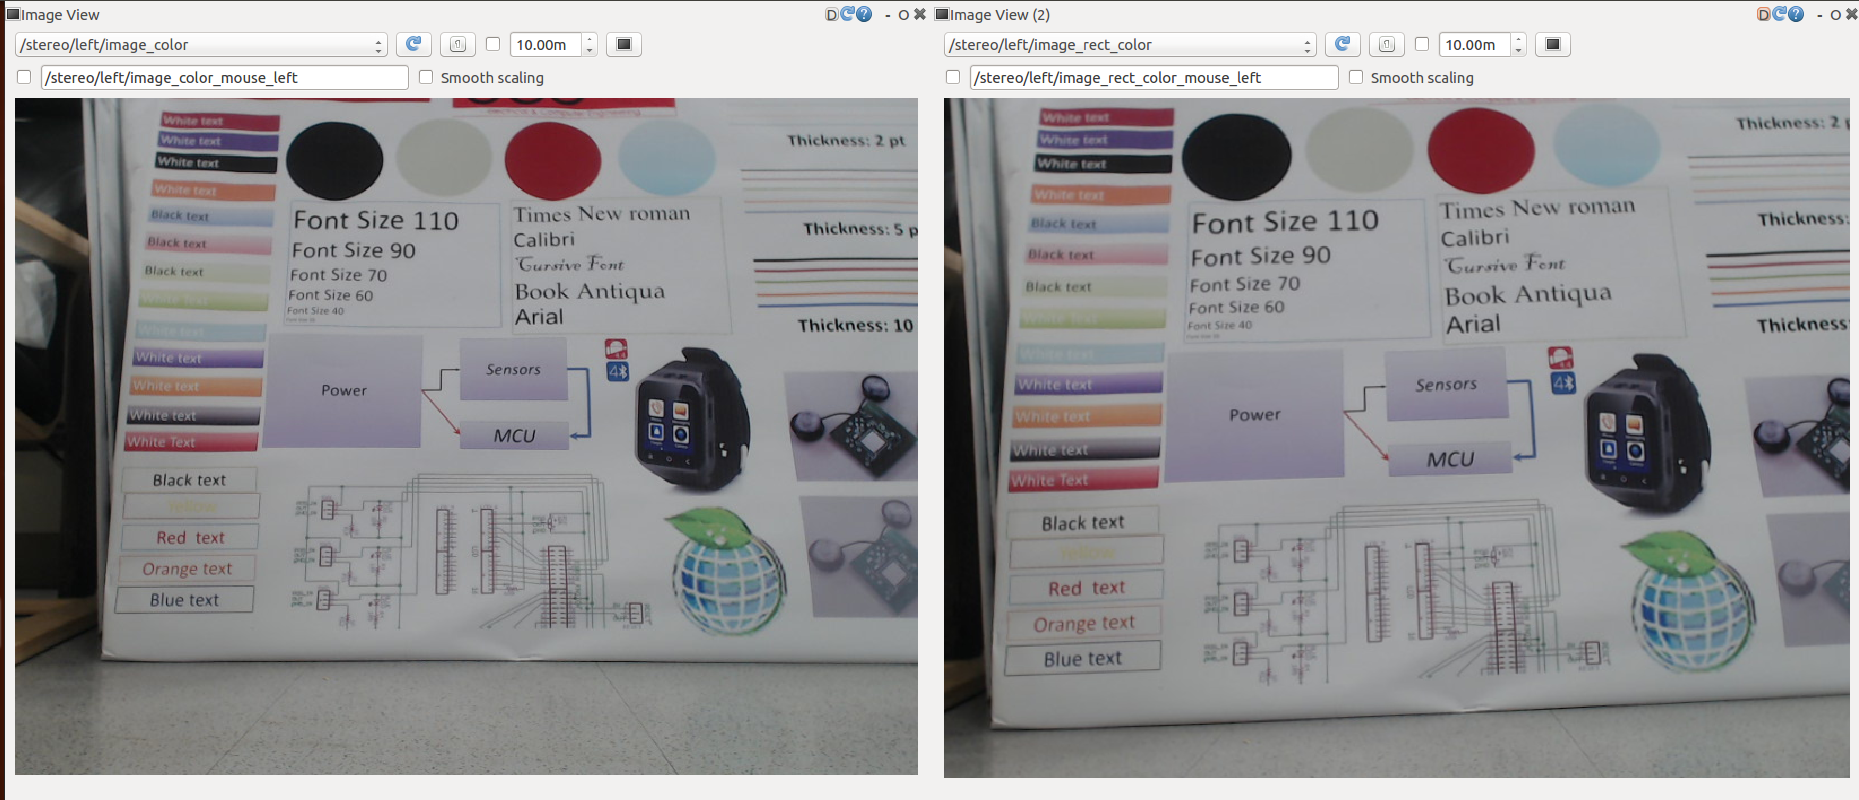 Image View
/stereo/left/image_color
10.00m
/stereo/left/image_color_mouse_left
Smooth scaling
White text
White text
White text
White text
Black text
Black text
Black text
White Text
White text
White text
White text
White Text
Black text
Yellow
Red text
Orange text
Blue text
Font Size 110
Font Size 90
Font Size 70
Font Size 60
Font Size 40
Times New roman
Calibri
Cursive Font
Book Antiqua
Arial
Thickness: 2 pt
Thickness: 5 p
Thickness: 10
Power
Sensors
MCU
Image View (2)
/stereo/left/image_rect_color
10.00m
/stereo/left/image_rect_color_mouse_left
Smooth scaling
White text
White text
White text
White text
Black text
Black text
Black text
White text
White text
White text
White text
White Text
Black text
Yellow
Red text
Orange text
Blue text
Font Size 110
Font Size 90
Font Size 70
Font Size 60
Font Size 40
Times New roman
Calibri
Cursive Font
Book Antiqua
Arial
Thickness: 2 p
Thickness:
Thickness
Power
Sensors
MCU